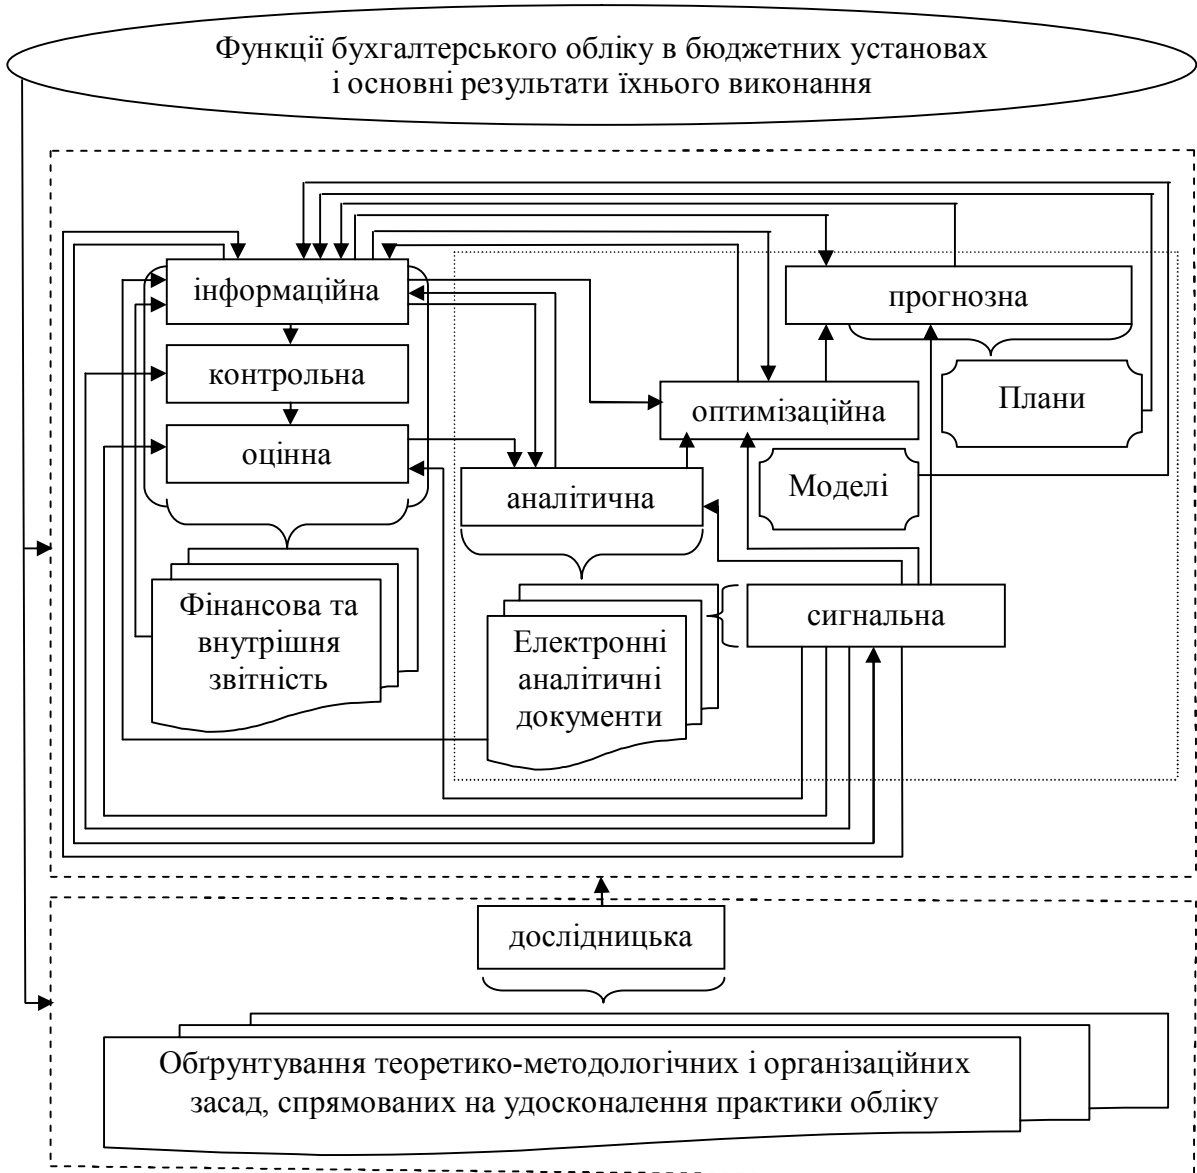 Функції бухгалтерського обліку в бюджетних установах
і основні результати їхнього виконання
інформаційна
прогнозна
контрольна
Плани
оптимізаційна
оцінна
Моделі
аналітична
Фінансова та
внутрішня
звітність
сигнальна
Електронні
аналітичні
документи
дослідницька
Обґрунтування теоретико-методологічних і організаційних
засад, спрямованих на удосконалення практики обліку